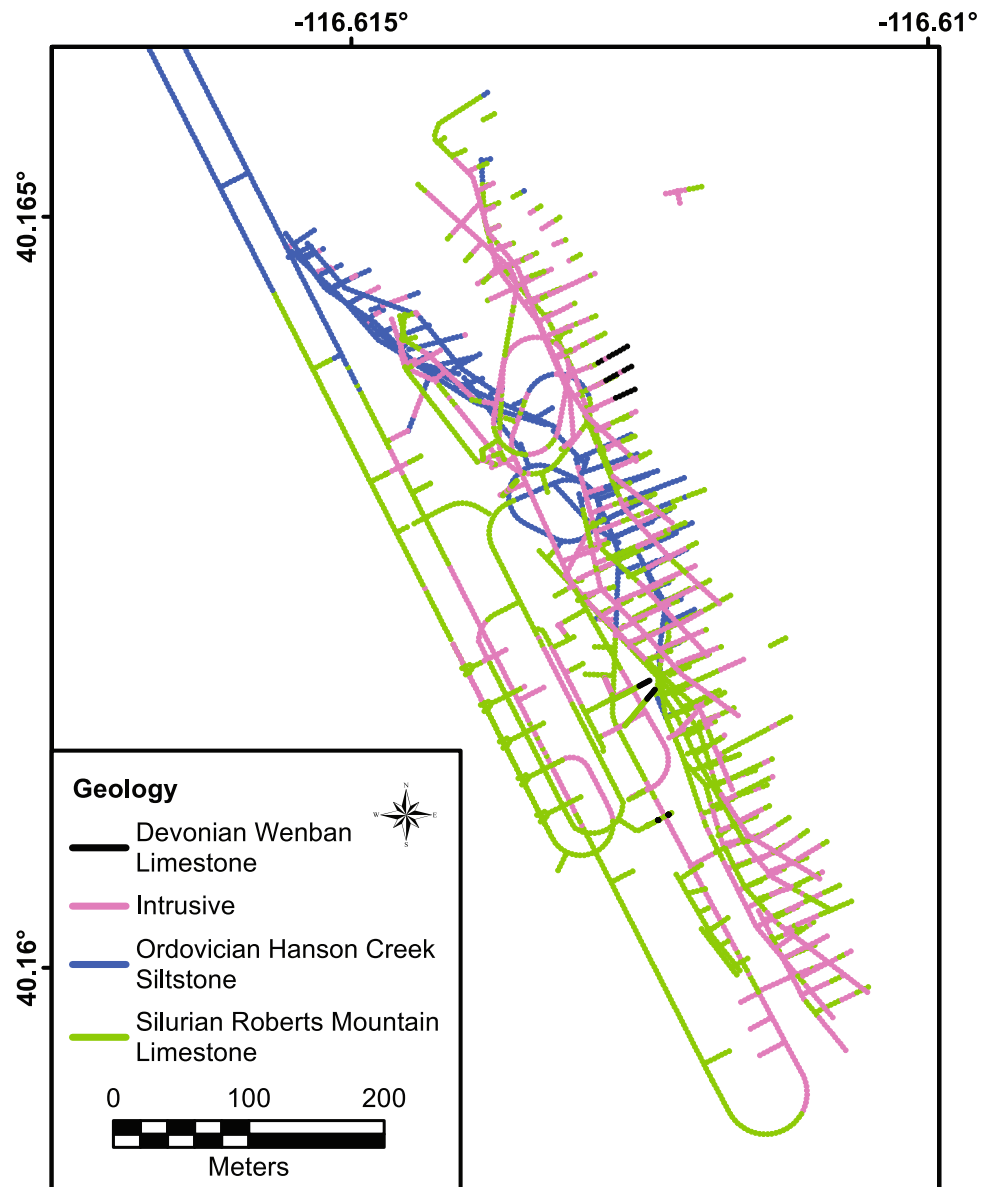 -116.615°
-116.61°
40.165°
40.16°
Geology
N
W
E
S
Devonian Wenban
Limestone
Intrusive
Ordovician Hanson Creek
Siltstone
Silurian Roberts Mountain
Limestone
0
100
200
Meters